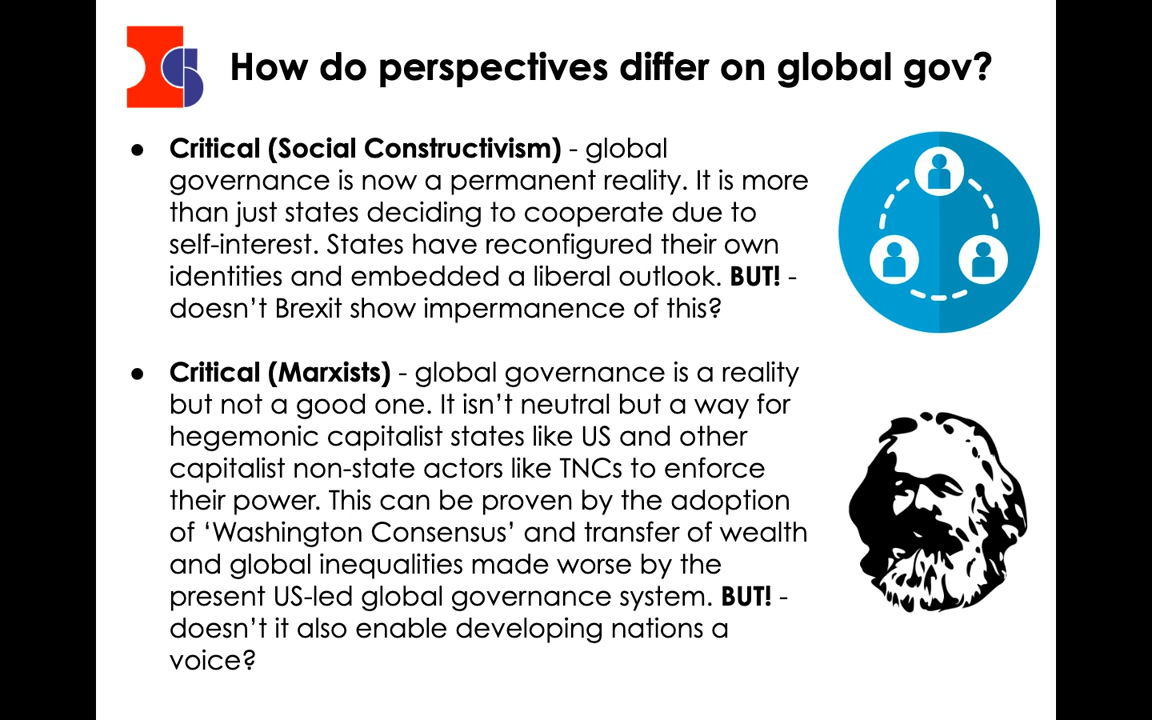 How do perspectives differ on global gov?
● Critical (Social Constructivism) - global
governance is now a permanent reality. It is more
than just states deciding to cooperate due to
self-interest. States have reconfigured their own
identities and embedded a liberal outlook. BUT! -
doesn’t Brexit show impermanence of this?
● Critical (Marxists) - global governance is a reality
but not a good one. It isn’t neutral but a way for
hegemonic capitalist states like US and other
capitalist non-state actors like TNCs to enforce
their power. This can be proven by the adoption
of ‘Washington Consensus’ and transfer of wealth
and global inequalities made worse by the
present US-led global governance system. BUT! -
doesn’t it also enable developing nations a
voice?